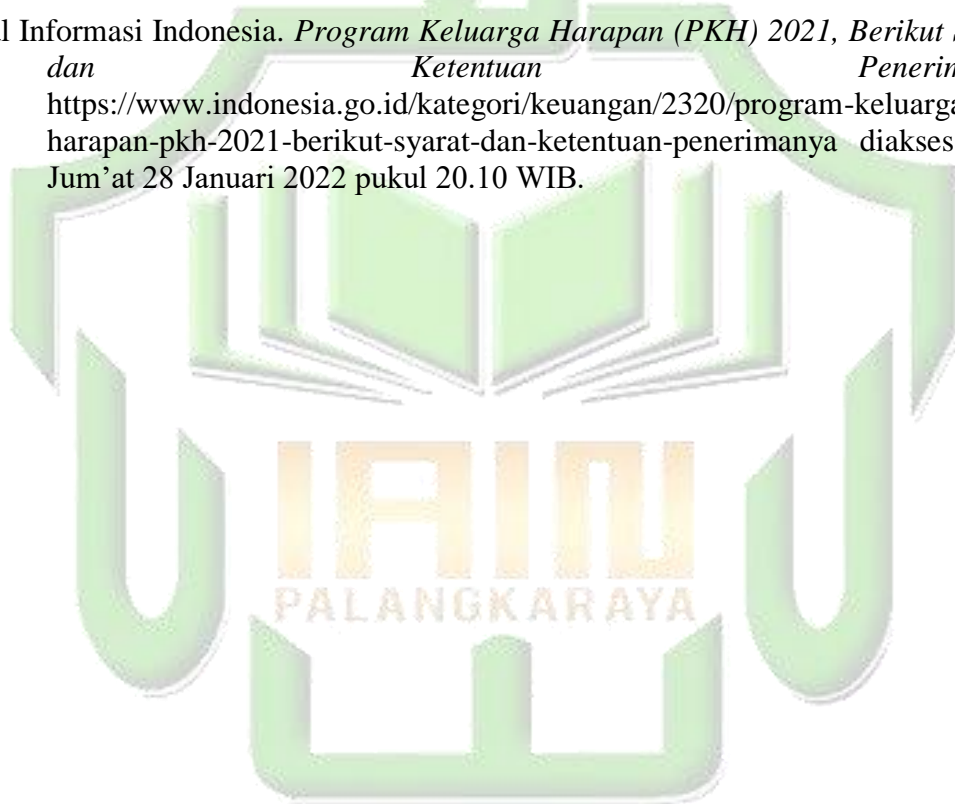 l Informasi Indonesia. Program Keluarga Harapan (PKH) 2021, Berikut
dan Ketentuan Penerim
https://www.indonesia.go.id/kategori/keuangan/2320/program-keluarga
harapan-pkh-2021-berikut-syarat-dan-ketentuan-penerimanya diakses
Jum’at 28 Januari 2022 pukul 20.10 WIB.
IAIN
PALANGKARAYA